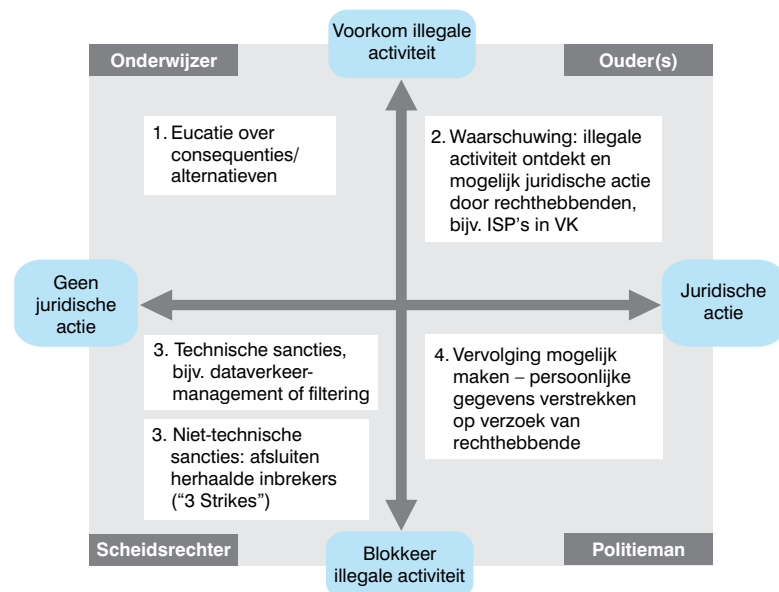 Voorkom illegale
activiteit
Onderwijzer
Ouder(s)
1. Eucatie over
consequenties/
alternatieven
2. Waarschuwing: illegale
activiteit ontdekt en
mogelijk juridische actie
door rechthebbenden,
bijv. ISP's in VK
Geen
juridische
actie
Juridische
actie
3. Technische sancties,
bijv. dataverkeer-
management of filtering
4. Vervolging mogelijk
maken – persoonlijke
gegevens verstrekken
op verzoek van
rechthebbende
3. Niet-technische
sancties: afsluiten
herhaalde inbrekers
(“3 Strikes”)
Scheidsrechter
Politieman
Blokkeer
illegale activiteit